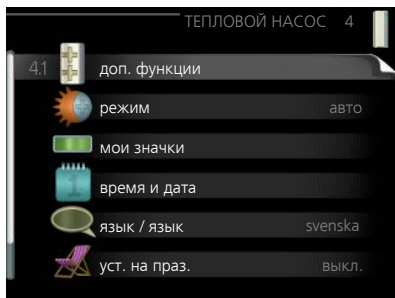 ТЕПЛОВОЙ НАСОС 4
4.1 доп. функции
режим авто
мои значки
время и дата
язык / язык svenska
уст. на праз. выкл.